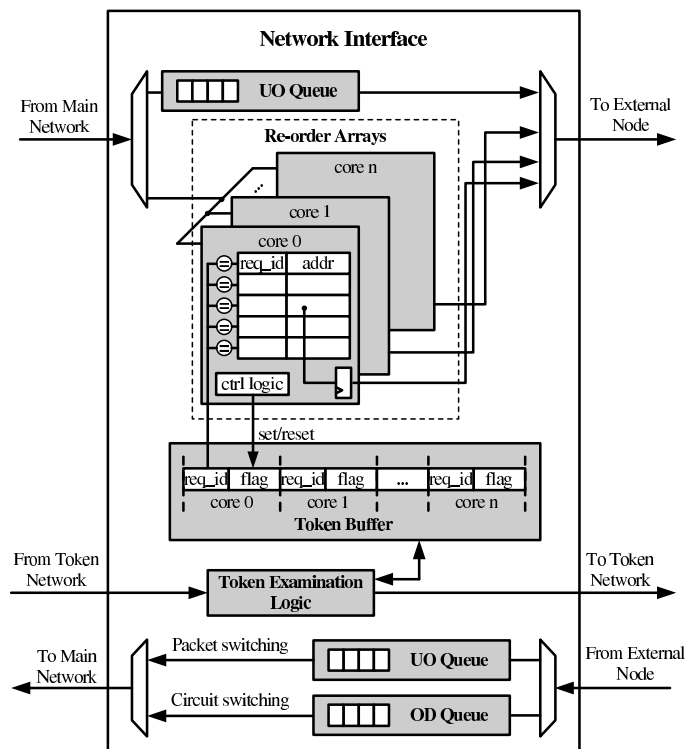 Network Interface
UO Queue
From Main
Network
To External
Node
Re-order Arrays
core n
...
core 1
core 0
req_id addr
=
=
=
=
=
ctrl logic
set/reset
req_id flag req_id flag ... req_id flag
core 0 core 1 core n
Token Buffer
From Token
Network
To Token
Network
Token Examination
Logic
Packet switching
UO Queue
To Main
Network
From External
Node
Circuit switching
OD Queue